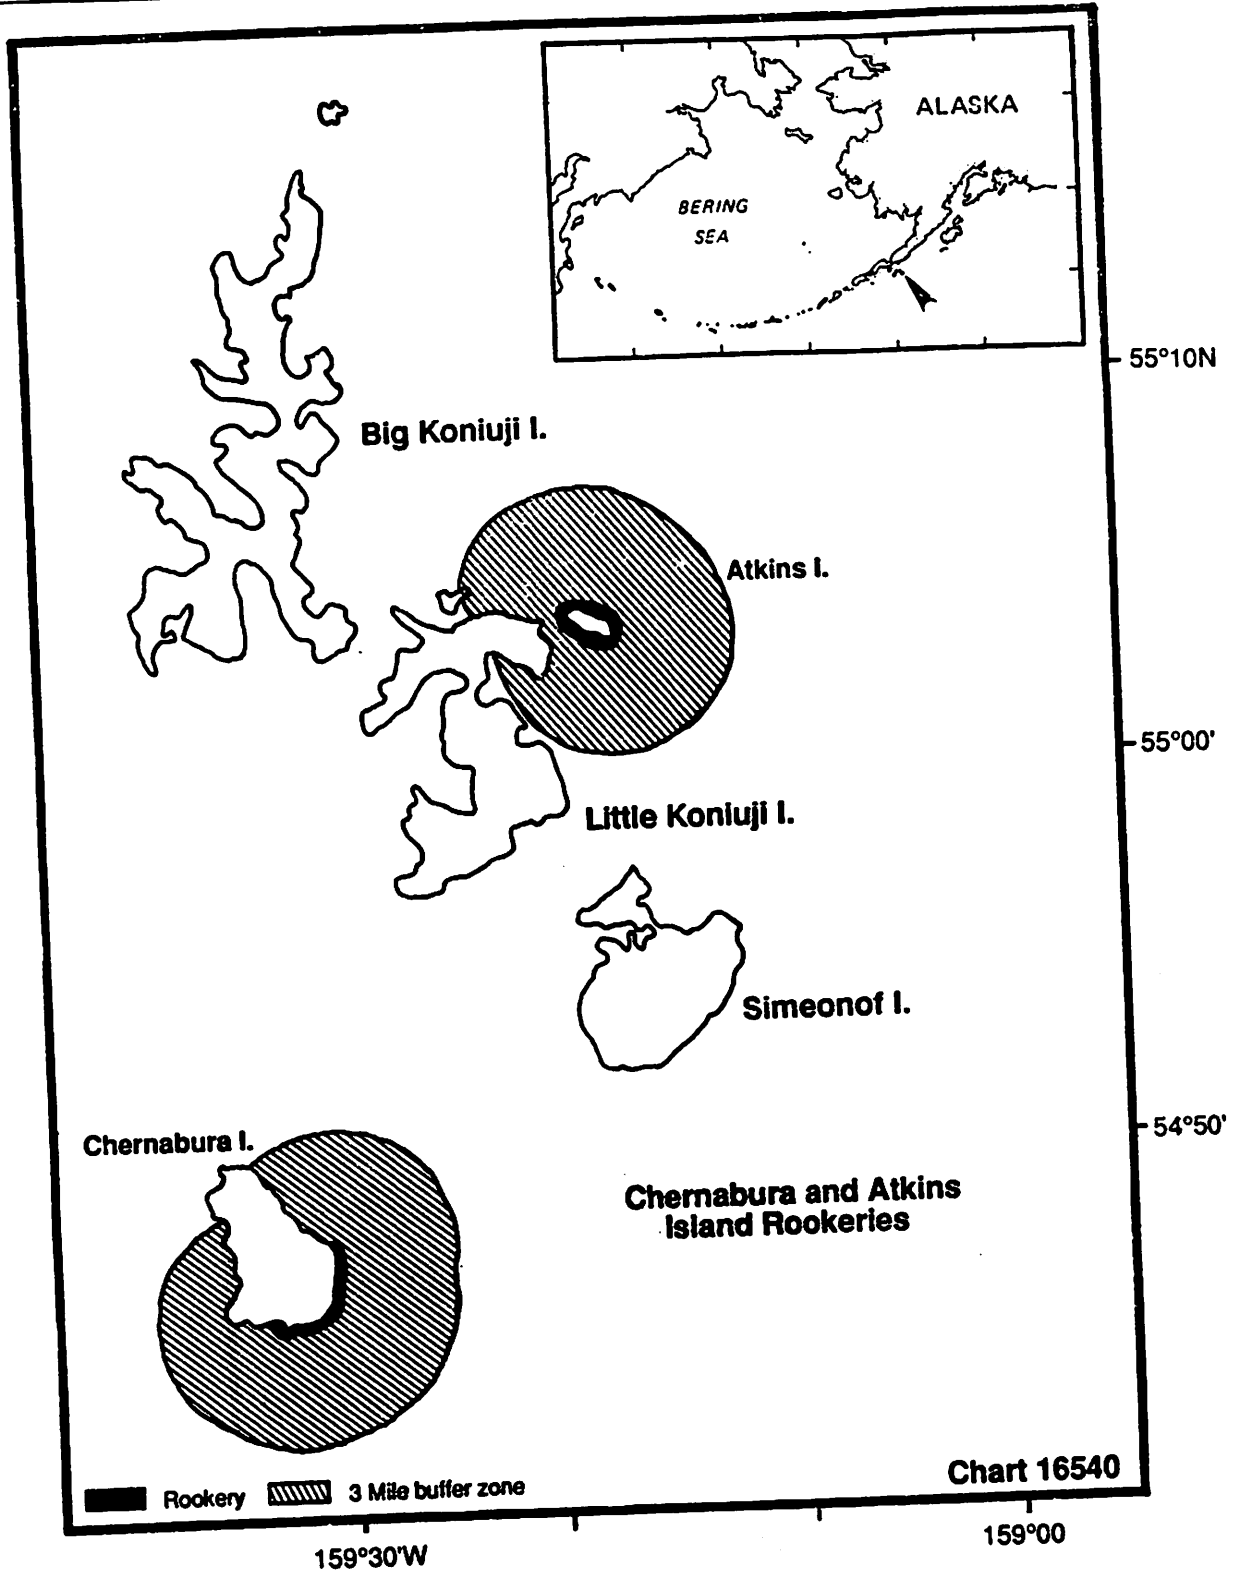 ALASKA
BERING
SEA
55°10N
Big Koniuji I.
Atkins I.
55°00'
Little Koniuji I.
Simeonof I.
54°50'
Chernabura I.
Chernabura and Atkins
Island Rookeries
Chart 16540
Rookery
3 Mile buffer zone
159°30'W
159°00